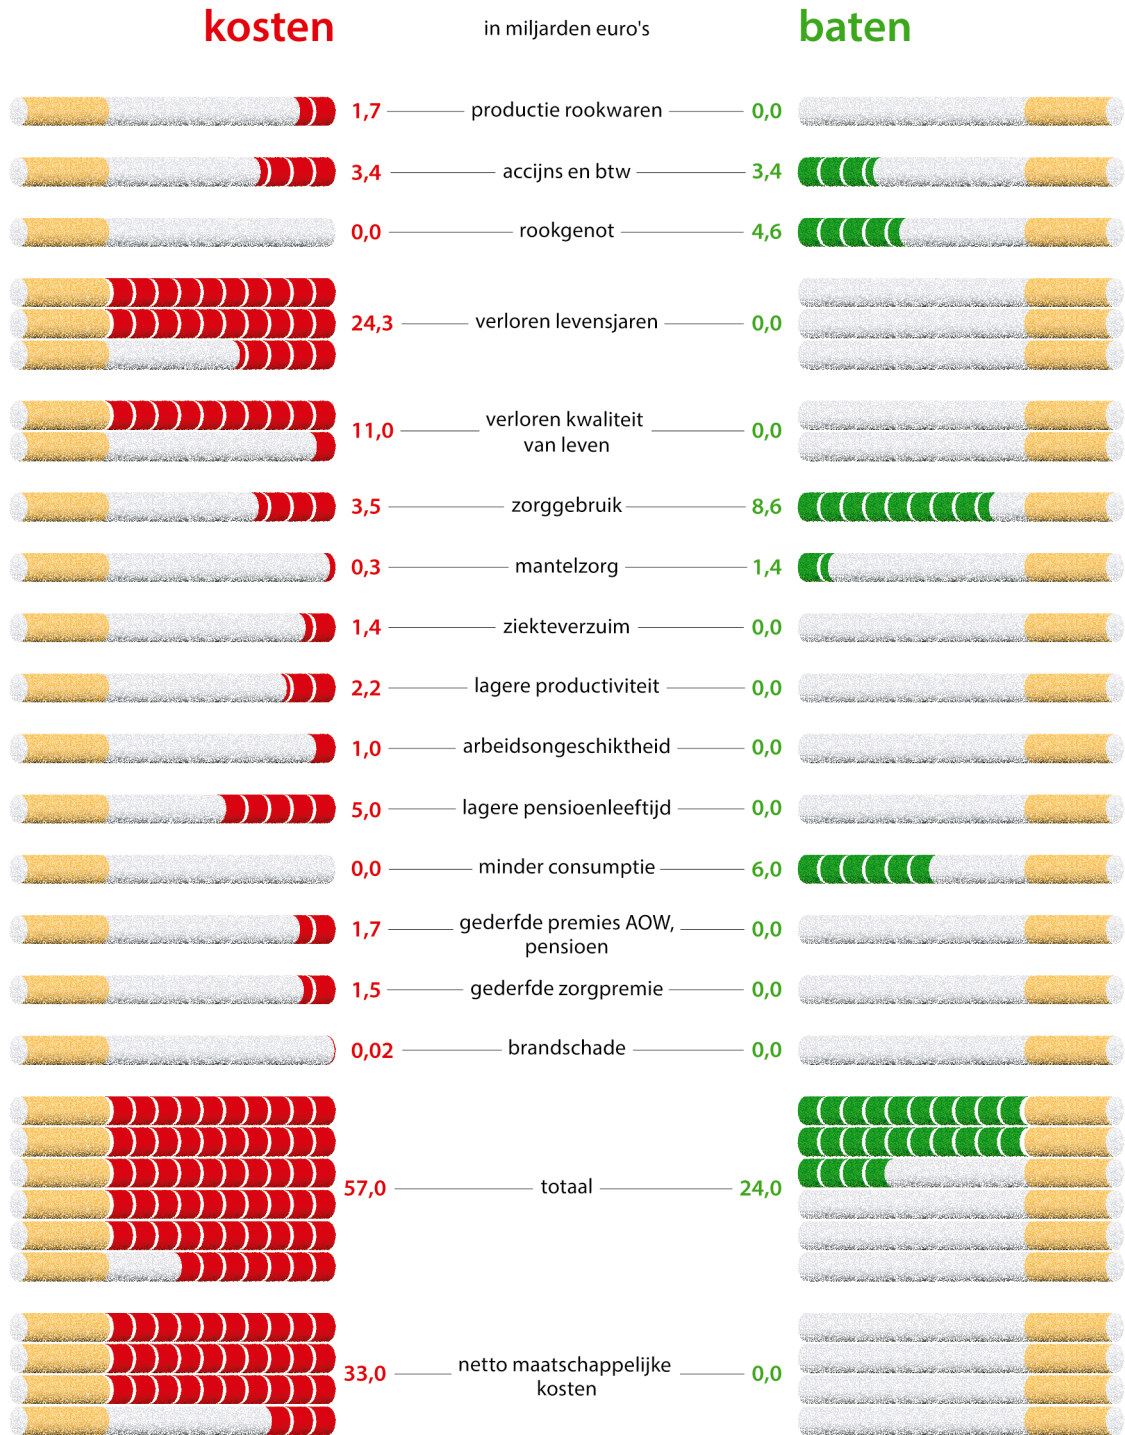 kosten in miljarden euro's baten
1,7 productie rookwaren 0,0
3,4 accijns en btw 3,4
0,0 rookgenot 4,6
24,3 verloren levensjaren 0,0
verloren kwaliteit
11,0 0,0
van leven
3,5 zorggebruik 8,6
0,3 mantelzorg 1,4
1,4 ziekteverzuim 0,0
2,2 lagere productiviteit 0,0
1,0 arbeidsongeschiktheid 0,0
5,0 lagere pensioenleeftijd 0,0
0,0 minder consumptie 6,0
1,7 gederfde premies AOW, 0,0
pensioen
1,5 gederfde zorgpremie 0,0
0,02 brandschade 0,0
57,0 totaal 24,0
netto maatschappelijke
33,0 0,0
kosten